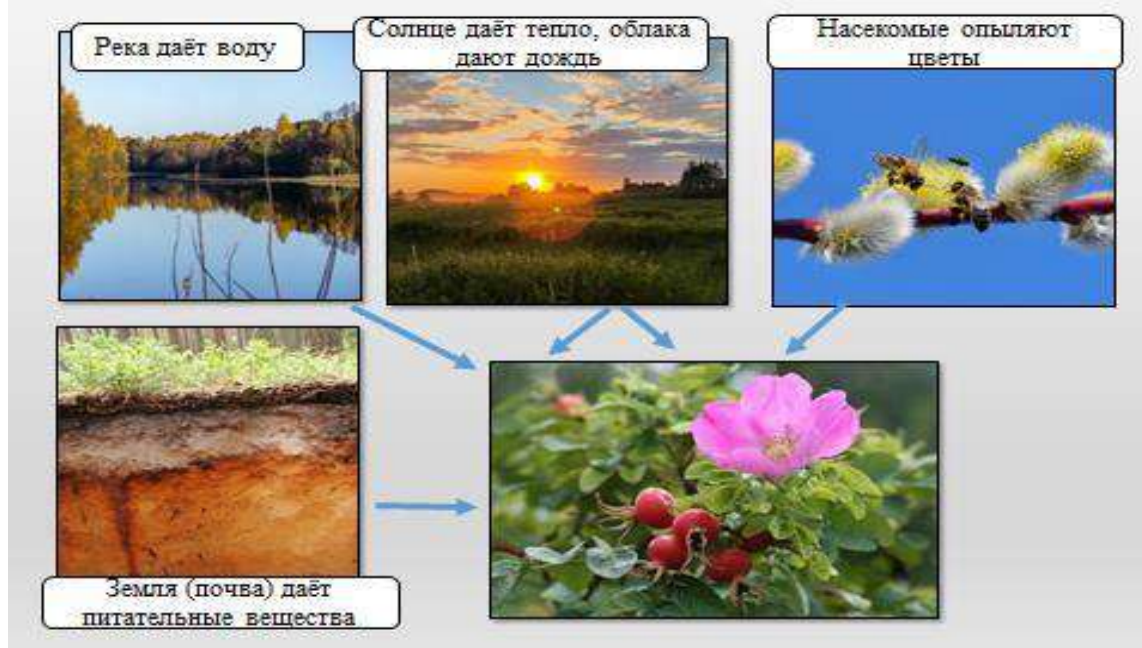 Река даёт воду
Солнце даёт тепло, облака
дают дождь
Насекомые опыляют
цветы
Земля (почва) даёт
питательные вещества